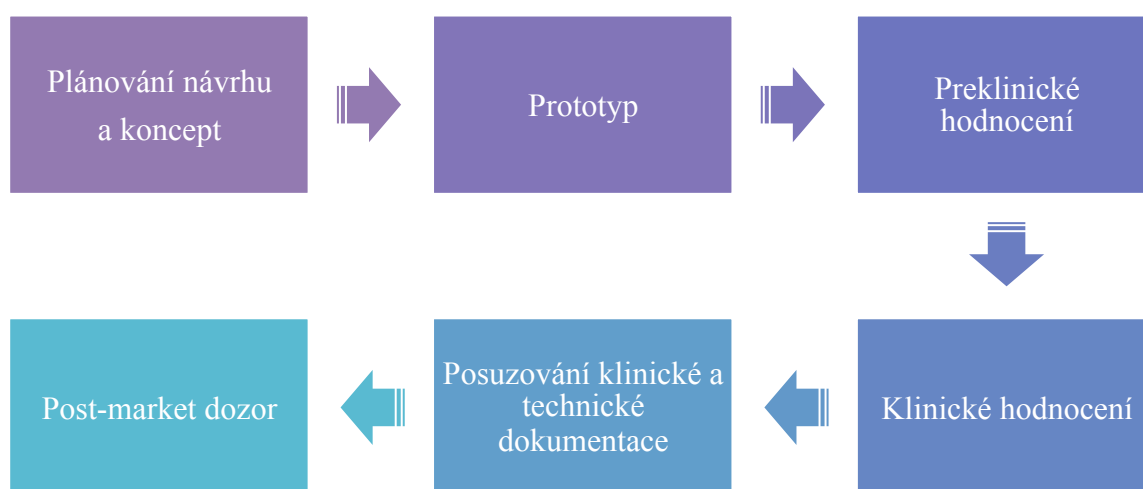 Plánování návrhu
a koncept
Prototyp
Preklinické
hodnocení
Klinické hodnocení
Posuzování klinické a
technické
dokumentace
Post-market dozor